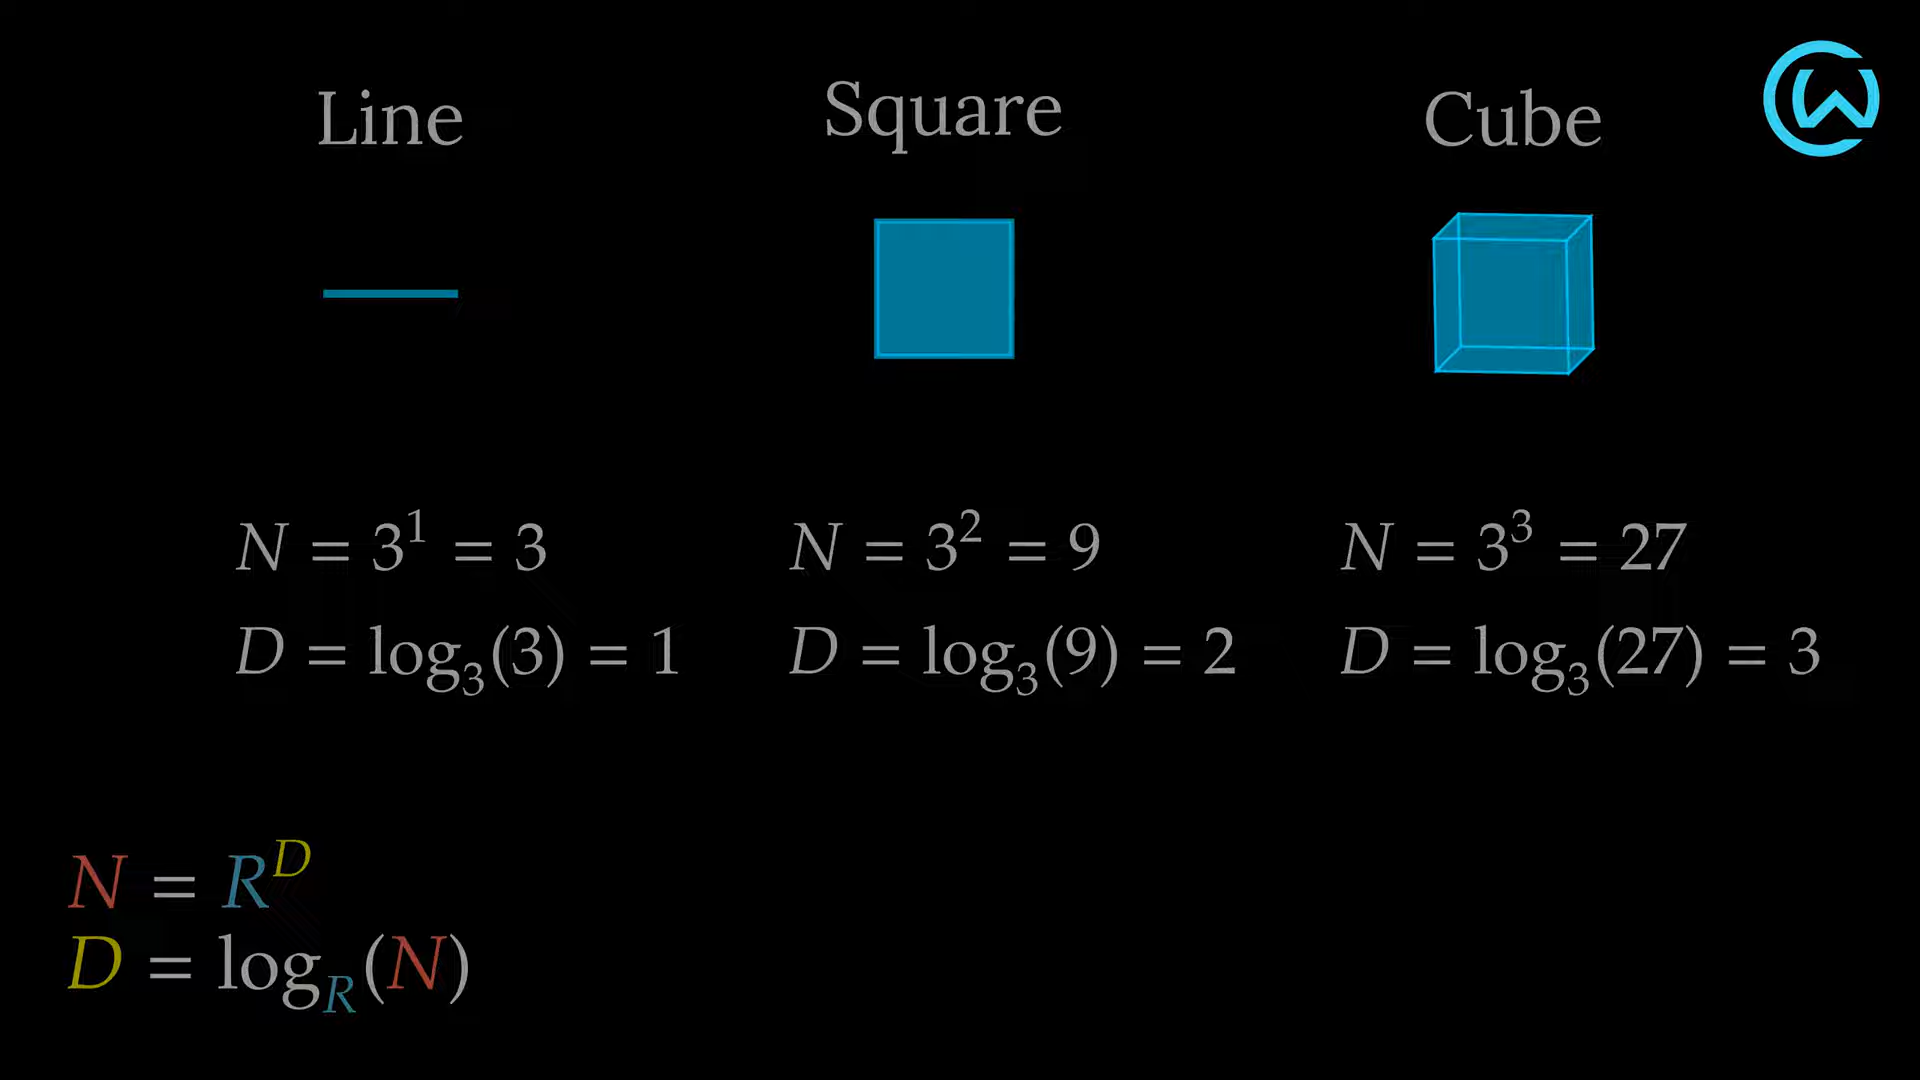 Line
Square
Cube
N = 3¹ = 3
N = 3² = 9
N = 3³ = 27
D = log₃(3) = 1
D = log₃(9) = 2
D = log₃(27) = 3
N = R^D
D = log_R(N)